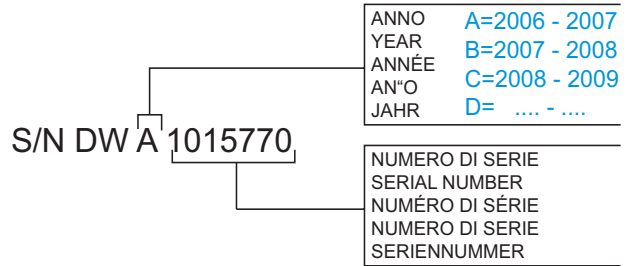 ANNO A=2006 - 2007
YEAR B=2007 - 2008
ANNÉE C=2008 - 2009
AN“O D= .... - ....
JAHR
S/N DW A 1015770
NUMERO DI SERIE
SERIAL NUMBER
NUMÉRO DI SÉRIE
NUMERO DI SERIE
SERIENNUMMER